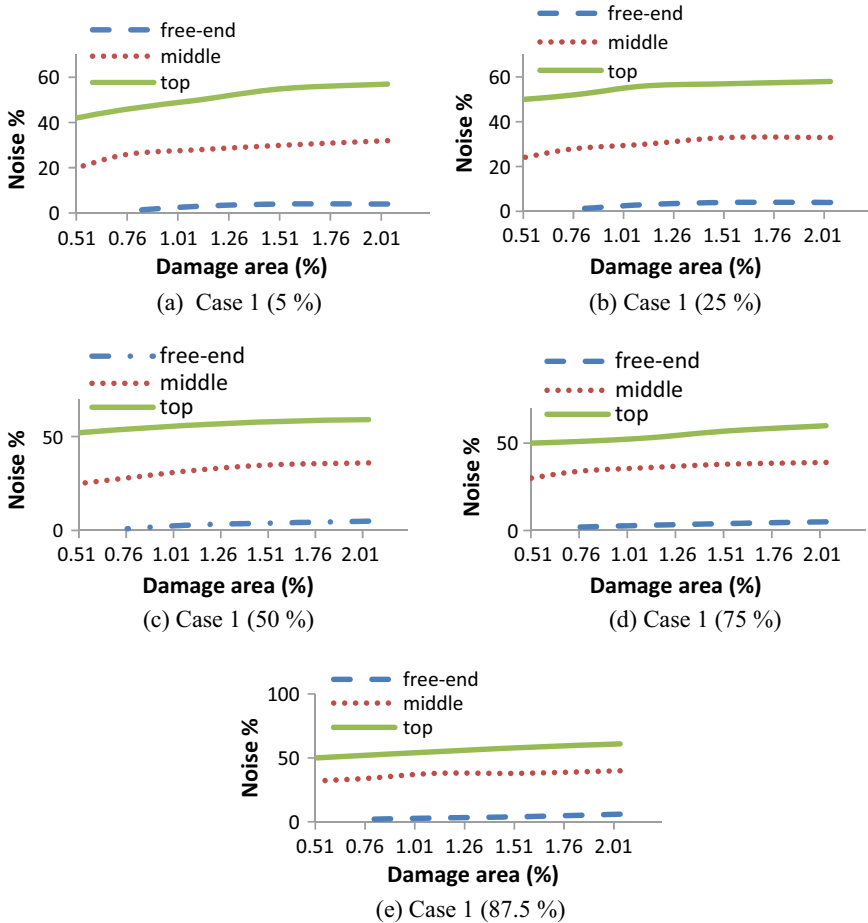 free-end
middle
top
60
40
20
0
Noise %
0.51 0.76 1.01 1.26 1.51 1.76 2.01
Damage area (%)
(a) Case 1 (5 %)
free-end
middle
top
60
40
20
0
Noise %
0.51 0.76 1.01 1.26 1.51 1.76 2.01
Damage area (%)
(b) Case 1 (25 %)
free-end
middle
top
50
0
Noise %
0.51 0.76 1.01 1.26 1.51 1.76 2.01
Damage area (%)
(c) Case 1 (50 %)
free-end
middle
top
50
0
Noise %
0.51 0.76 1.01 1.26 1.51 1.76 2.01
Damage area (%)
(d) Case 1 (75 %)
free-end
middle
top
100
50
0
Noise %
0.51 0.76 1.01 1.26 1.51 1.76 2.01
Damage area (%)
(e) Case 1 (87.5 %)